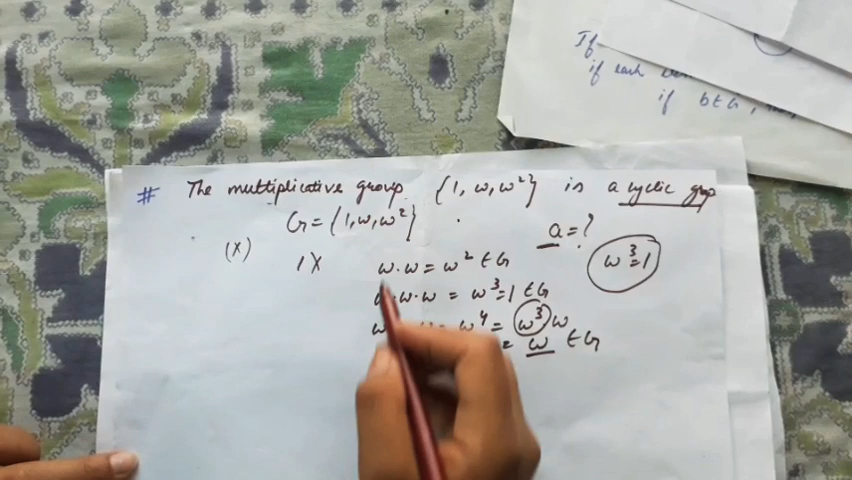 If
if each
if b∈G,
# The multiplicative group {1, ω, ω²} is a cyclic grp
G = {1, ω, ω²}
a = ?
(X) 1X ω·ω = ω² ∈ G ω³=1
ω·ω = ω³=1 ∈ G
ω⁴ = ω³·ω
= ω ∈ G